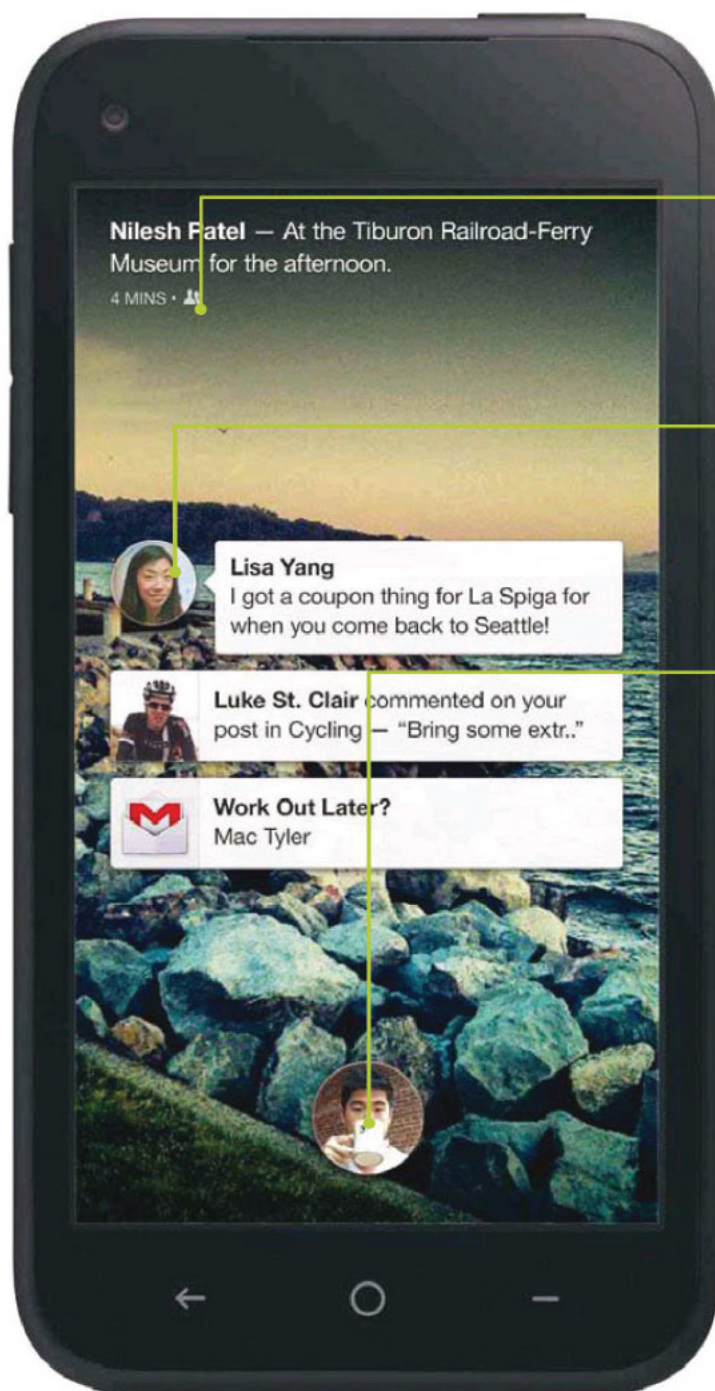 Nilesh Patel — At the Tiburon Railroad-Ferry
Museum for the afternoon.
4 MINS •
Lisa Yang
I got a coupon thing for La Spiga for
when you come back to Seattle!
Luke St. Clair commented on your
post in Cycling — “Bring some extr..”
Work Out Later?
Mac Tyler